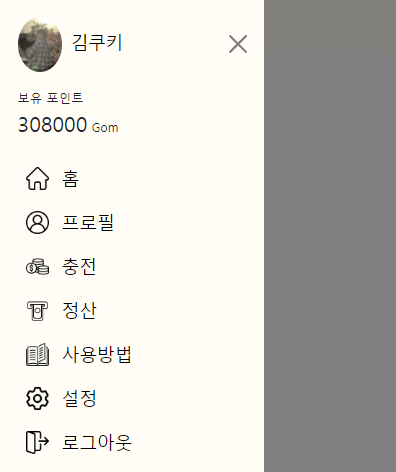 김쿠키
보유 포인트
308000 Gom
홈
프로필
충전
정산
사용방법
설정
로그아웃